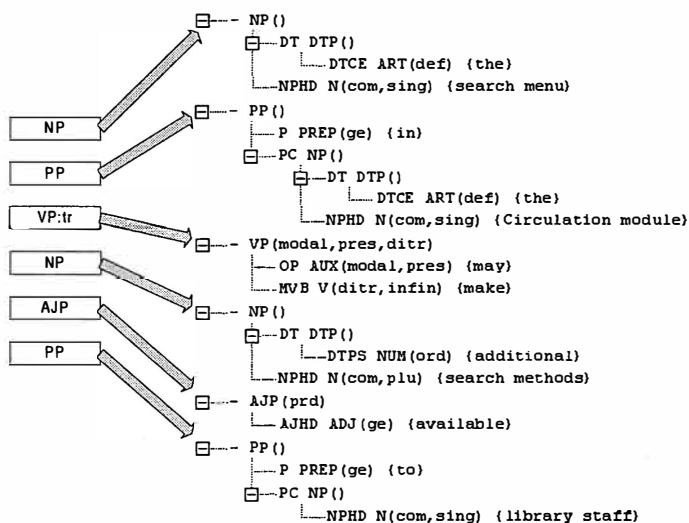 NP()
DT DTP()
DTCE ART(def) {the}
NPHD N(com,sing) {search menu}
PP()
NP
P PREP(ge) {in}
PC NP()
PP
DT DTP()
DTCE ART(def) {the}
VP:tr
NPHD N(com,sing) {Circulation module}
VP(modal,pres,ditr)
NP
OP AUX(modal,pres) {may}
MVB V(ditr,infin) {make}
AJP
NP()
DT DTP()
PP
DTPS NUM(ord) {additional}
NPHD N(com,plu) {search methods}
AJP(prd)
AJHD ADJ(ge) {available}
PP()
P PREP(ge) {to}
PC NP()
NPHD N(com,sing) {library staff}